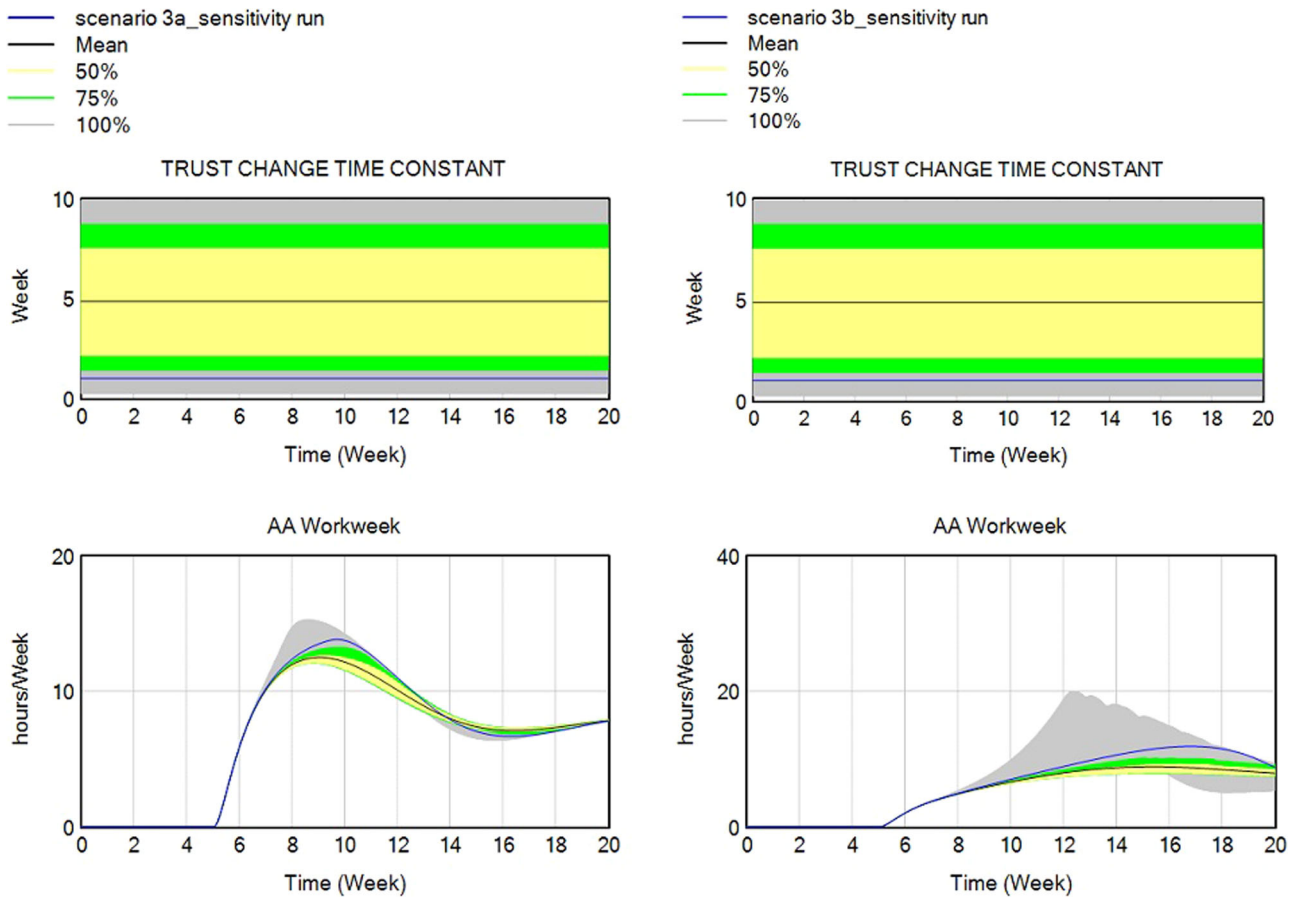 scenario 3a_sensitivity run
Mean
50%
75%
100%
TRUST CHANGE TIME CONSTANT
10
5
0
Week
0 2 4 6 8 10 12 14 16 18 20
Time (Week)
AA Workweek
20
10
0
hours/Week
0 2 4 6 8 10 12 14 16 18 20
Time (Week)
scenario 3b_sensitivity run
Mean
50%
75%
100%
TRUST CHANGE TIME CONSTANT
10
5
0
Week
0 2 4 6 8 10 12 14 16 18 20
Time (Week)
AA Workweek
40
20
0
hours/Week
0 2 4 6 8 10 12 14 16 18 20
Time (Week)